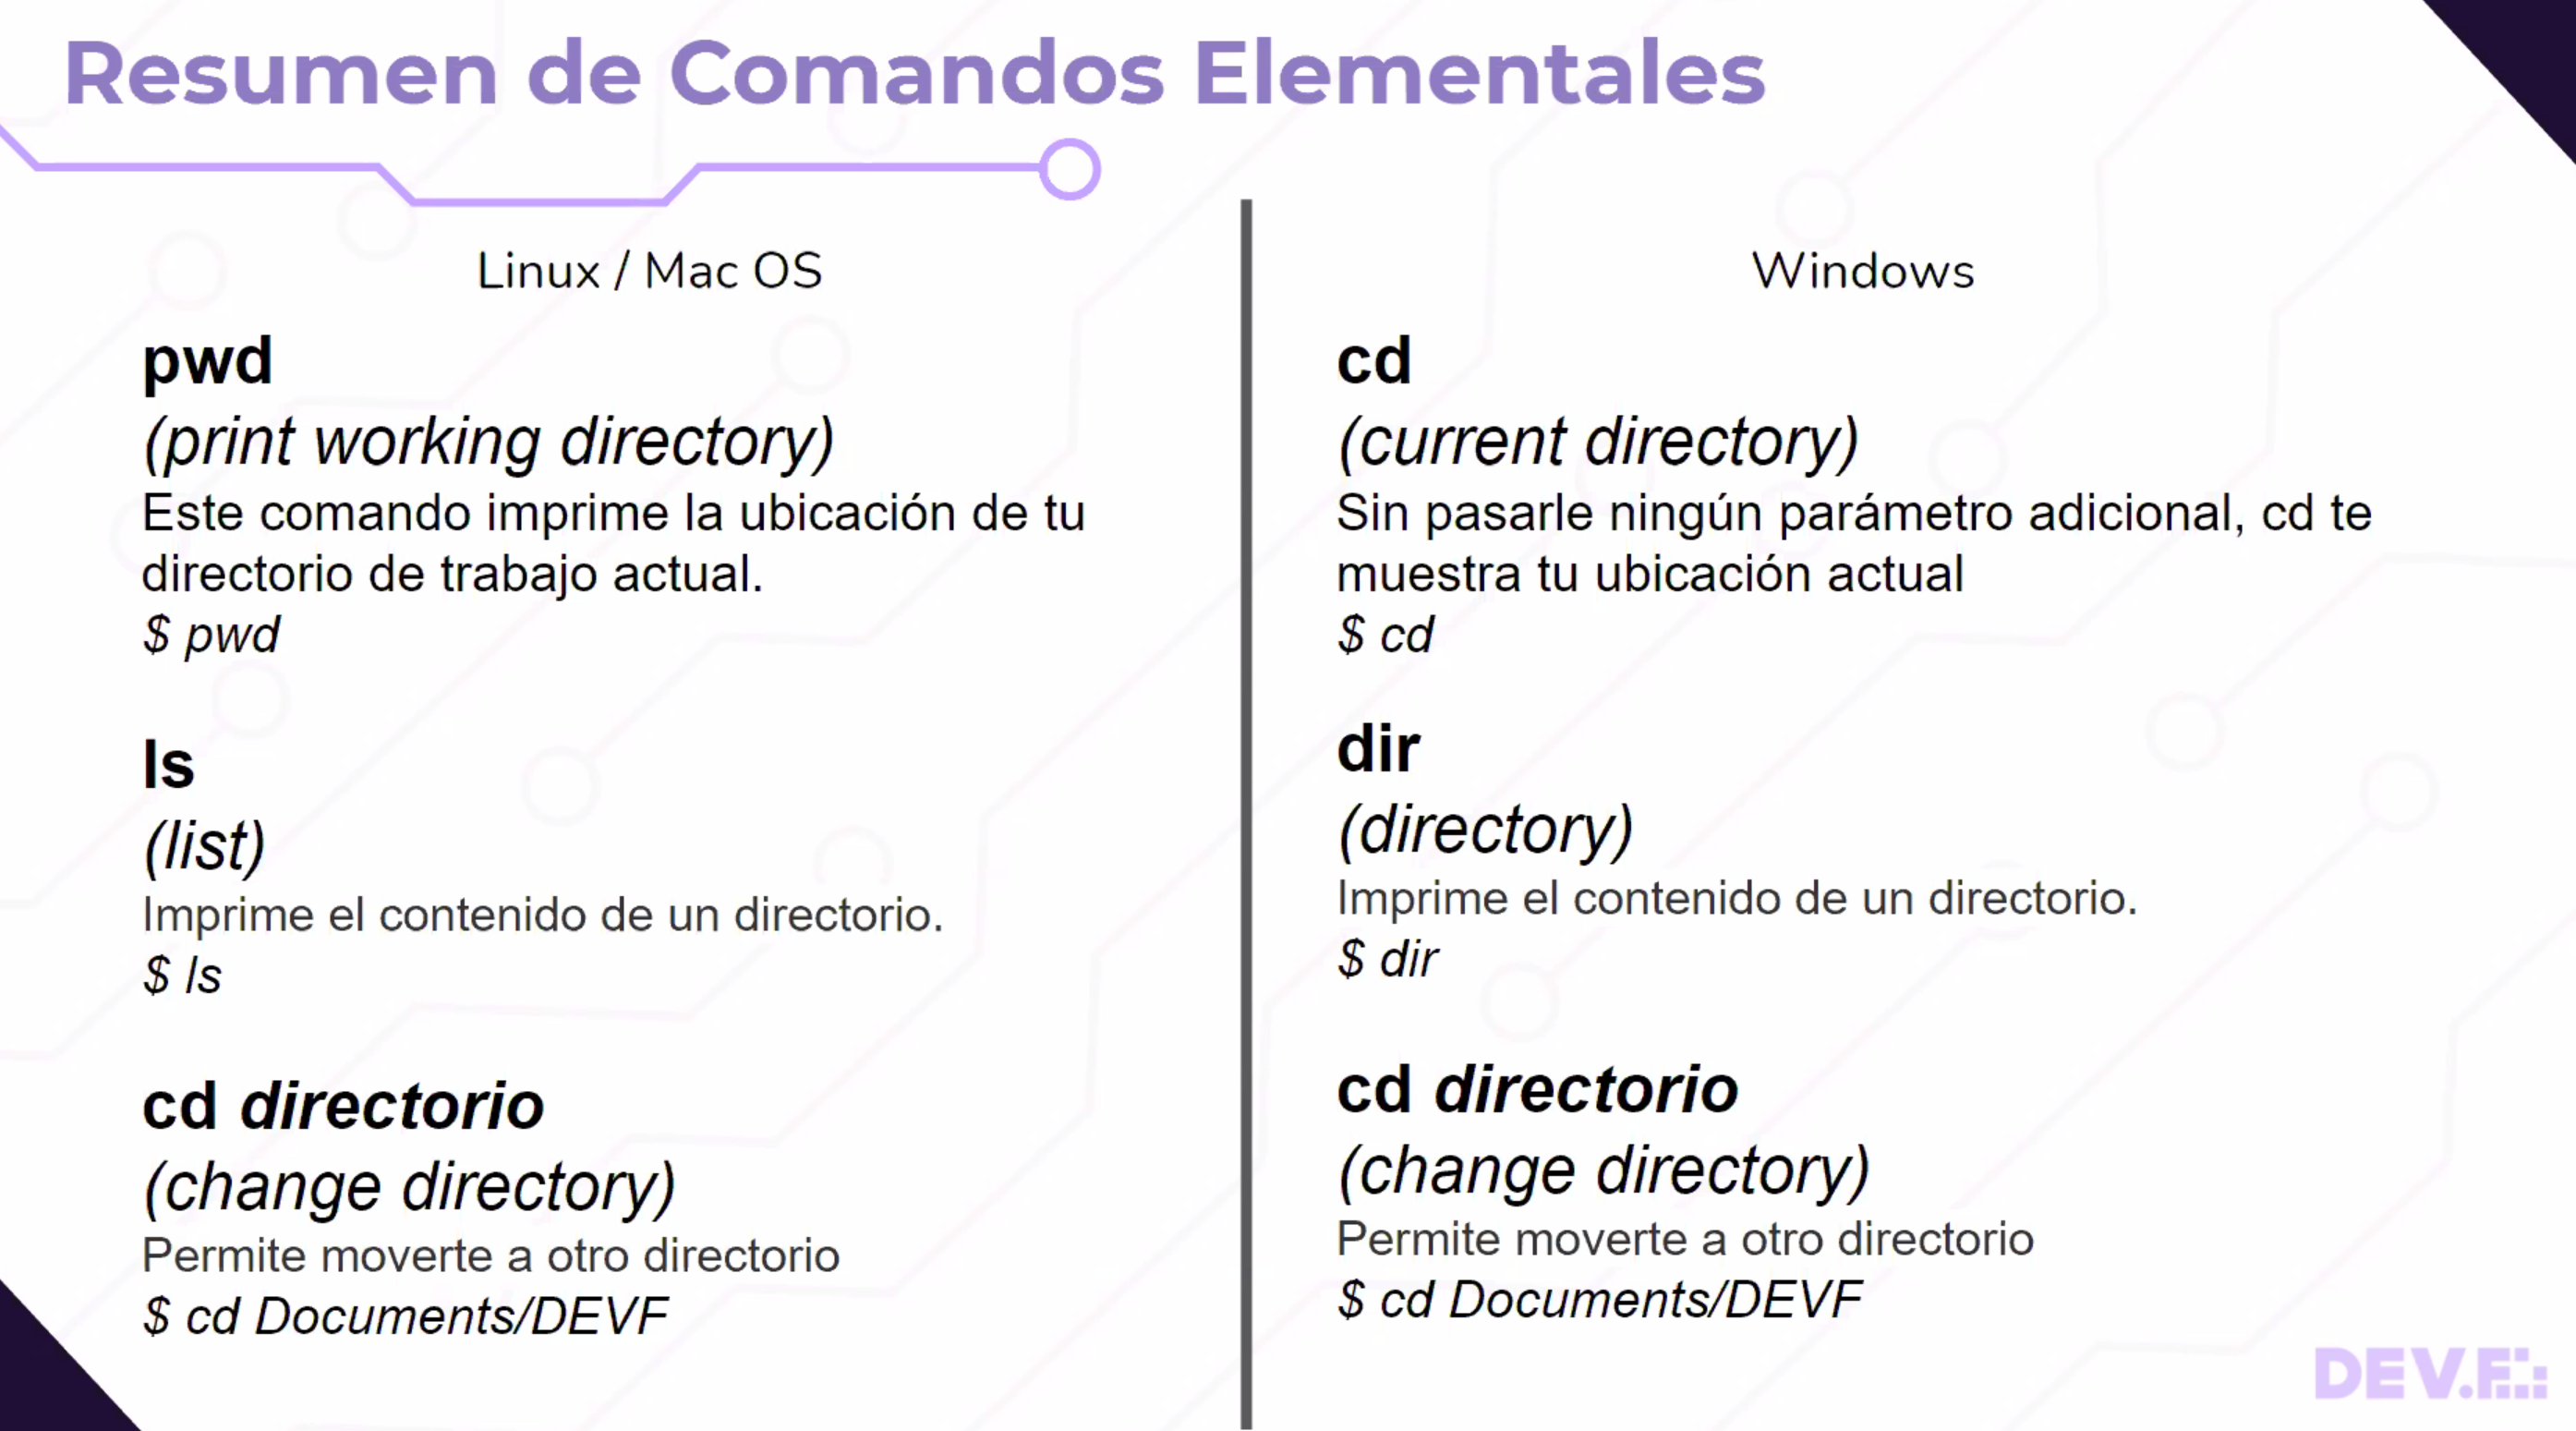 Resumen de Comandos Elementales
Linux / Mac OS
pwd
(print working directory)
Este comando imprime la ubicación de tu
directorio de trabajo actual.
$ pwd
ls
(list)
Imprime el contenido de un directorio.
$ ls
cd directorio
(change directory)
Permite moverte a otro directorio
$ cd Documents/DEVF
Windows
cd
(current directory)
Sin pasarle ningún parámetro adicional, cd te
muestra tu ubicación actual
$ cd
dir
(directory)
Imprime el contenido de un directorio.
$ dir
cd directorio
(change directory)
Permite moverte a otro directorio
$ cd Documents/DEVF
DEV.F